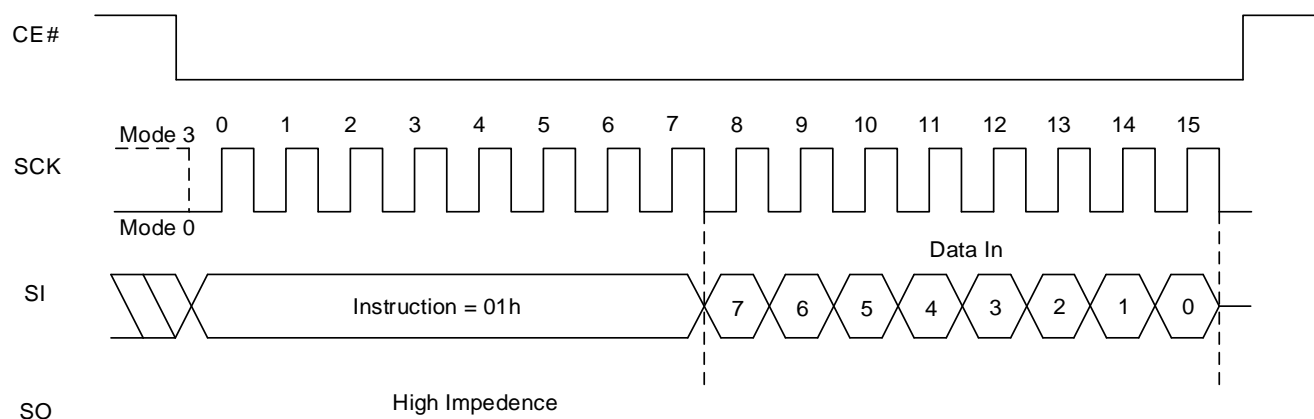 CE#
0 1 2 3 4 5 6 7 8 9 10 11 12 13 14 15
Mode 3
SCK
Mode 0
Data In
SI
Instruction = 01h
7 6 5 4 3 2 1 0
High Impedence
SO